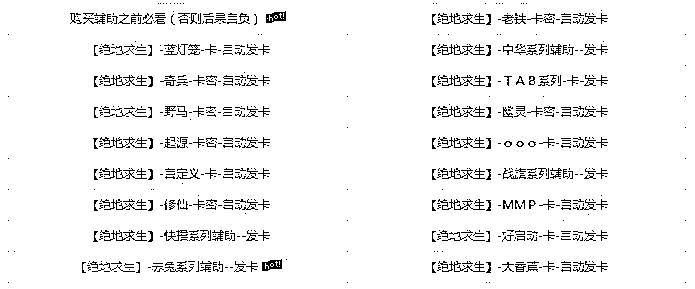 购买辅助之前必看（否则后果自负） hot!
【绝地求生】-蓝灯笼-卡-自动发卡
【绝地求生】-奇兵-卡密-自动发卡
【绝地求生】-野马-卡密-自动发卡
【绝地求生】-起源-卡密-自动发卡
【绝地求生】-自定义-卡-自动发卡
【绝地求生】-修仙-卡密-自动发卡
【绝地求生】-快提系列辅助--发卡
【绝地求生】-赤兔系列辅助--发卡 hot!
【绝地求生】-老铁-卡密-自动发卡
【绝地求生】-中华系列辅助--发卡
【绝地求生】-ＴＡＢ系列-卡-发卡
【绝地求生】-幽灵-卡密-自动发卡
【绝地求生】-ｏｏｏ-卡-自动发卡
【绝地求生】-战旗系列辅助--发卡
【绝地求生】-ＭＭＰ-卡-自动发卡
【绝地求生】-好自动-卡-自动发卡
【绝地求生】-大香蕉-卡-自动发卡